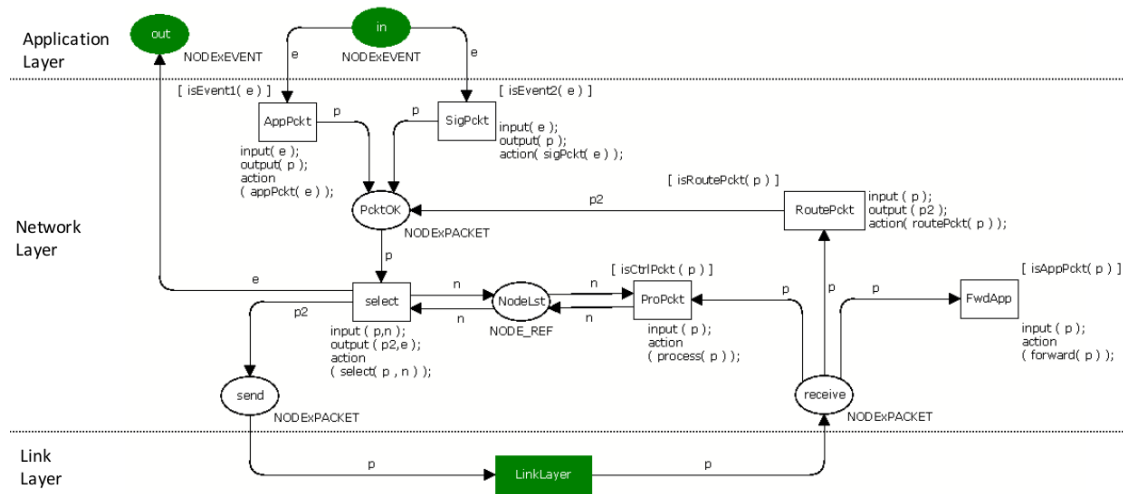 Application
Layer
out
NODExEVENT
in
NODExEVENT
e
e
e
[ isEvent1( e ) ]
AppPckt
p
input( e );
output( p );
action
( appPckt( e ) );
[ isEvent2( e ) ]
SigPckt
p
input( e );
output( p );
action( sigPckt( e ) );
Network
Layer
PcktOK
NODExPACKET
p
p2
[ isRoutePckt( p ) ]
RoutePckt
input ( p );
output ( p2 );
action( routePckt( p ) );
select
input ( p,n );
output ( p2,e );
action
( select( p , n ) );
e
p2
n
n
NodeLst
NODE_REF
n
n
[ isCtrlPckt ( p ) ]
ProPckt
input ( p );
action
( process( p ) );
p
p
p
[ isAppPckt( p ) ]
FwdApp
input ( p );
action
( forward( p ) );
send
NODExPACKET
receive
NODExPACKET
Link
Layer
p
LinkLayer
p